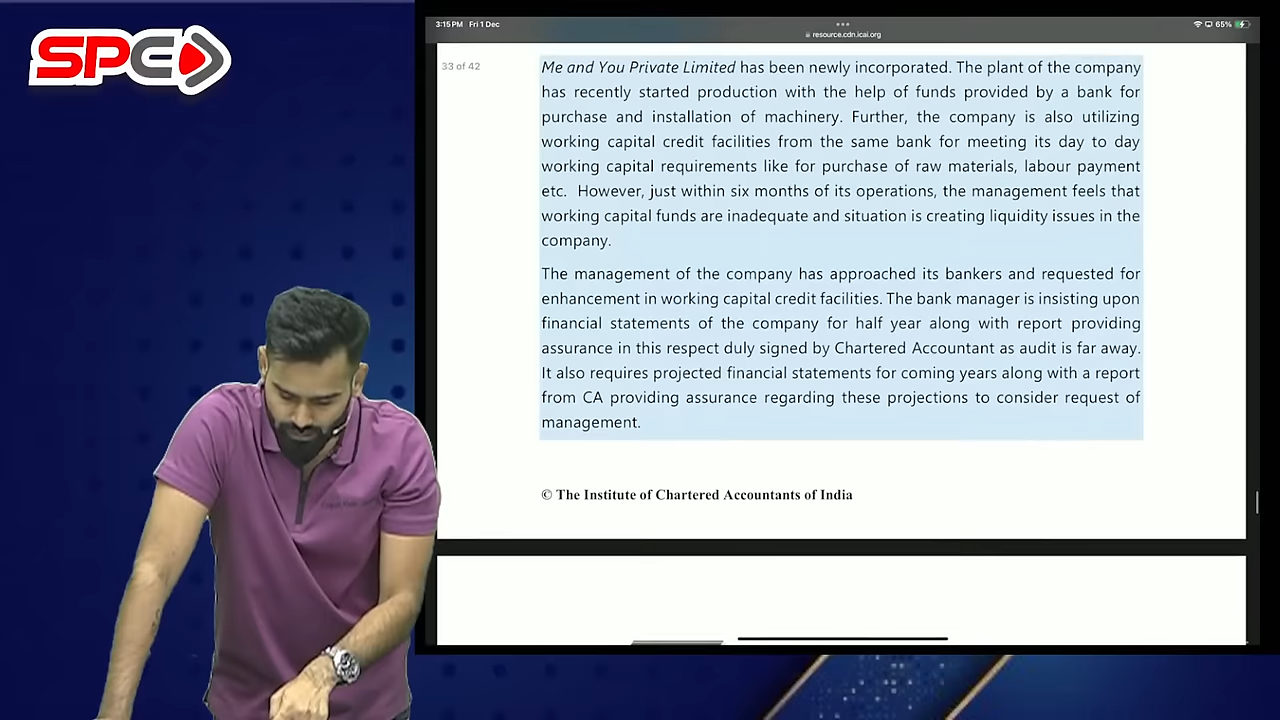 SPC
3:15 PM Fri 1 Dec
65%
resource.cdn.icai.org
33 of 42
Me and You Private Limited has been newly incorporated. The plant of the company
has recently started production with the help of funds provided by a bank for
purchase and installation of machinery. Further, the company is also utilizing
working capital credit facilities from the same bank for meeting its day to day
working capital requirements like for purchase of raw materials, labour payment
etc. However, just within six months of its operations, the management feels that
working capital funds are inadequate and situation is creating liquidity issues in the
company.
The management of the company has approached its bankers and requested for
enhancement in working capital credit facilities. The bank manager is insisting upon
financial statements of the company for half year along with report providing
assurance in this respect duly signed by Chartered Accountant as audit is far away.
It also requires projected financial statements for coming years along with a report
from CA providing assurance regarding these projections to consider request of
management.
© The Institute of Chartered Accountants of India